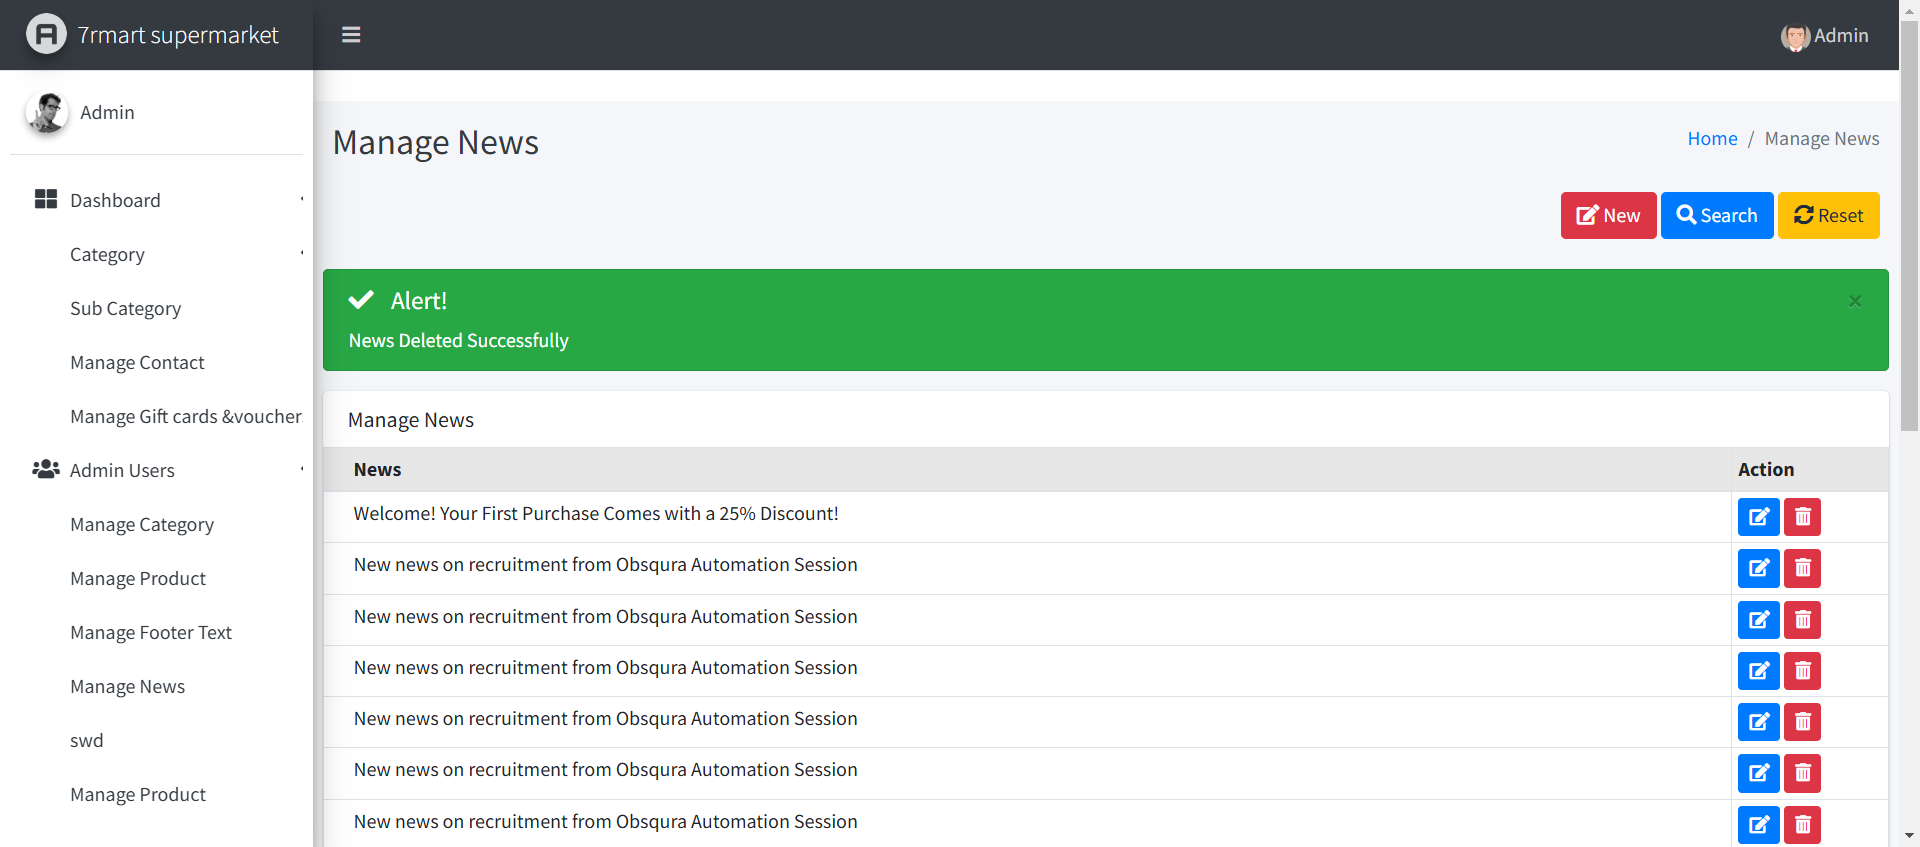 7rmart supermarket
Admin
Admin
Dashboard
Category
Sub Category
Manage Contact
Manage Gift cards &voucher
Admin Users
Manage Category
Manage Product
Manage Footer Text
Manage News
swd
Manage Product
Manage News
Home / Manage News
New
Search
Reset
Alert!
×
News Deleted Successfully
Manage News
News
Action
Welcome! Your First Purchase Comes with a 25% Discount!
New news on recruitment from Obsqura Automation Session
New news on recruitment from Obsqura Automation Session
New news on recruitment from Obsqura Automation Session
New news on recruitment from Obsqura Automation Session
New news on recruitment from Obsqura Automation Session
New news on recruitment from Obsqura Automation Session